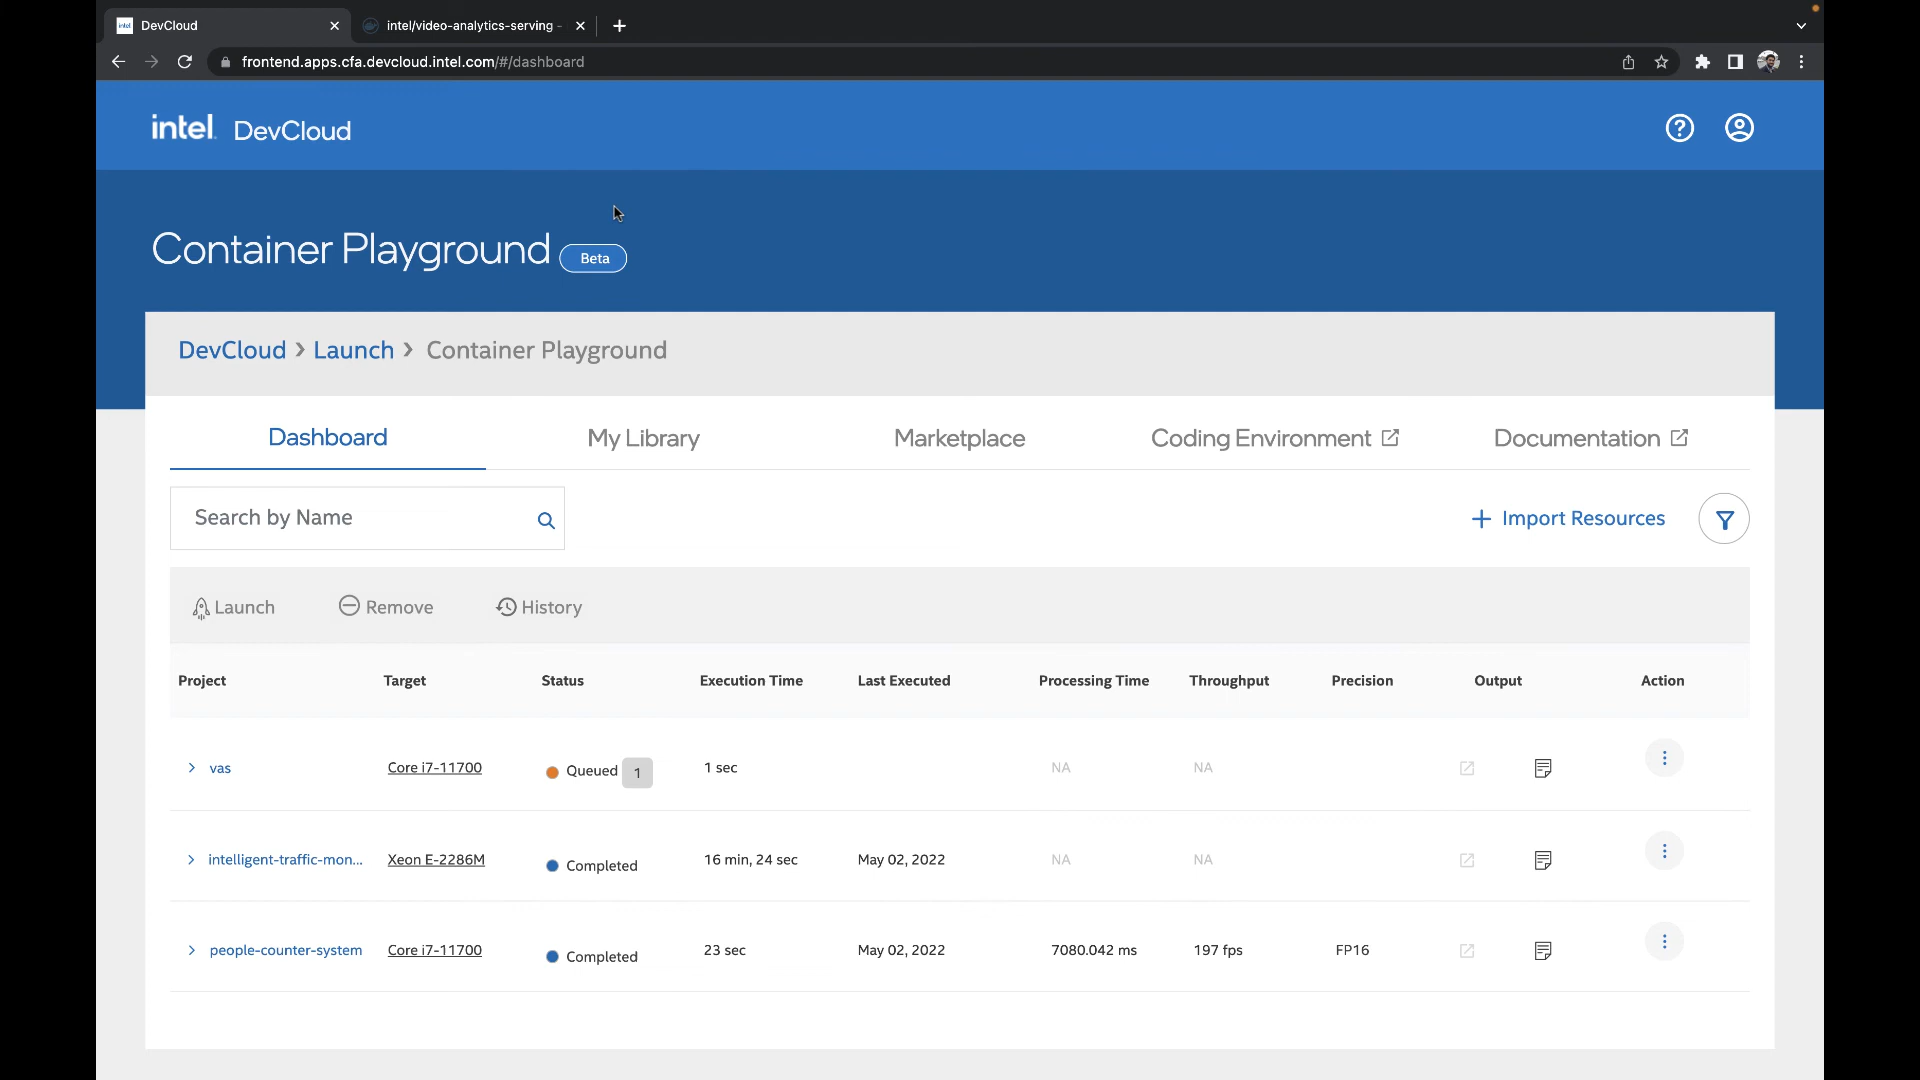 DevCloud
intel/video-analytics-serving -
frontend.apps.cfa.devcloud.intel.com/#/dashboard
intel. DevCloud
Container Playground Beta
DevCloud > Launch > Container Playground
Dashboard My Library Marketplace Coding Environment Documentation
Search by Name + Import Resources
Launch Remove History
Project Target Status Execution Time Last Executed Processing Time Throughput Precision Output Action
> vas Core i7-11700 Queued 1 1 sec NA NA
> intelligent-traffic-mon... Xeon E-2286M Completed 16 min, 24 sec May 02, 2022 NA NA
> people-counter-system Core i7-11700 Completed 23 sec May 02, 2022 7080.042 ms 197 fps FP16